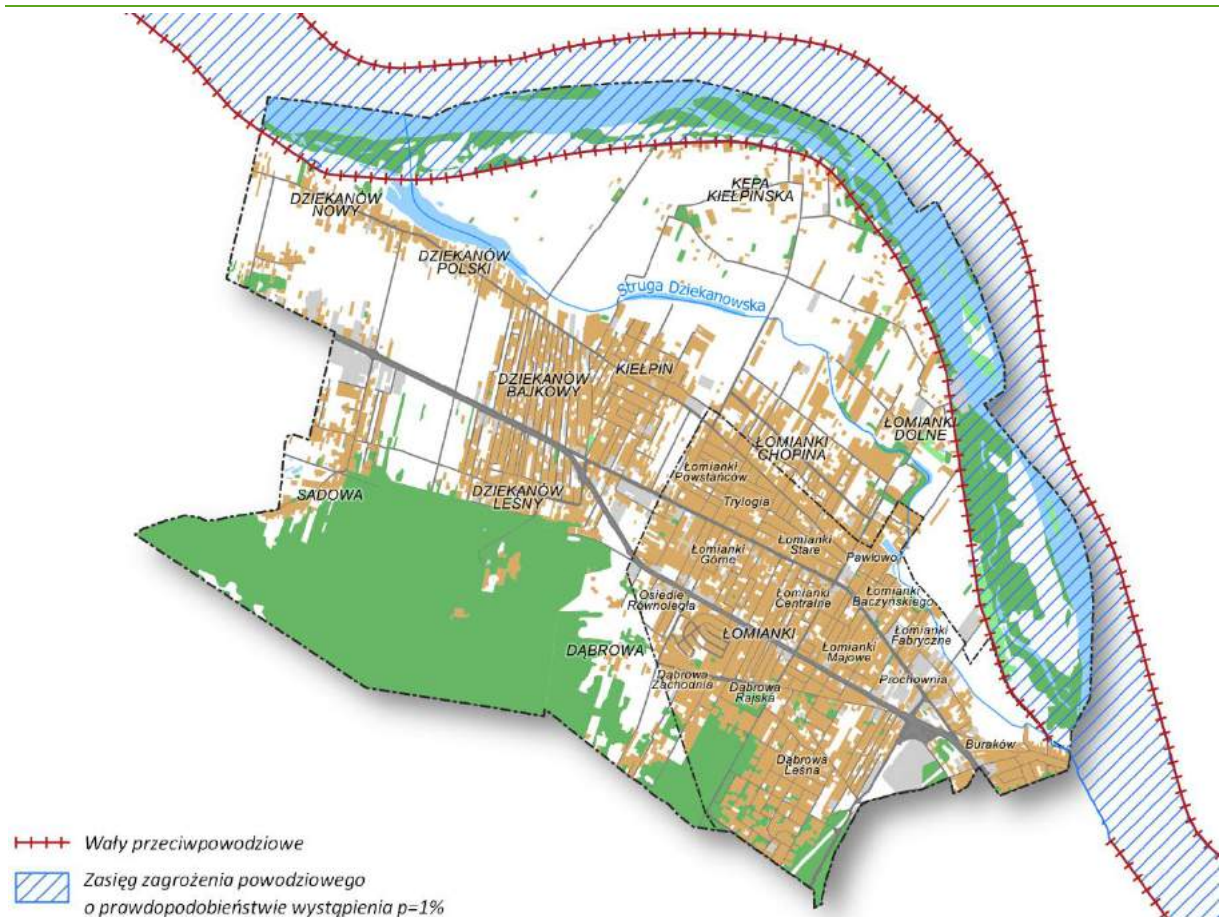 KĘPA
KIEŁPIŃSKA
DZIEKANÓW
NOWY
DZIEKANÓW
POLSKI
Struga Dziekanowska
KIEŁPIN
DZIEKANÓW
BAJKOWY
ŁOMIANKI
DOLNE
ŁOMIANKI
CHOPINA
Łomianki
Powstańców
Trylogia
SADOWA
DZIEKANÓW
LEŚNY
Łomianki
Stare
Łomianki
Górne
Pawłowo
Osiedle
Równoległa
Łomianki
Centralne
Łomianki
Baczyńskiego
ŁOMIANKI
Łomianki
Fabryczne
DĄBROWA
Łomianki
Majowe
Dąbrowa
Zachodnia
Dąbrowa
Rajska
Prochownia
Buraków
Dąbrowa
Leśna
Wały przeciwpowodziowe
Zasięg zagrożenia powodziowego
o prawdopodobieństwie wystąpienia p=1%